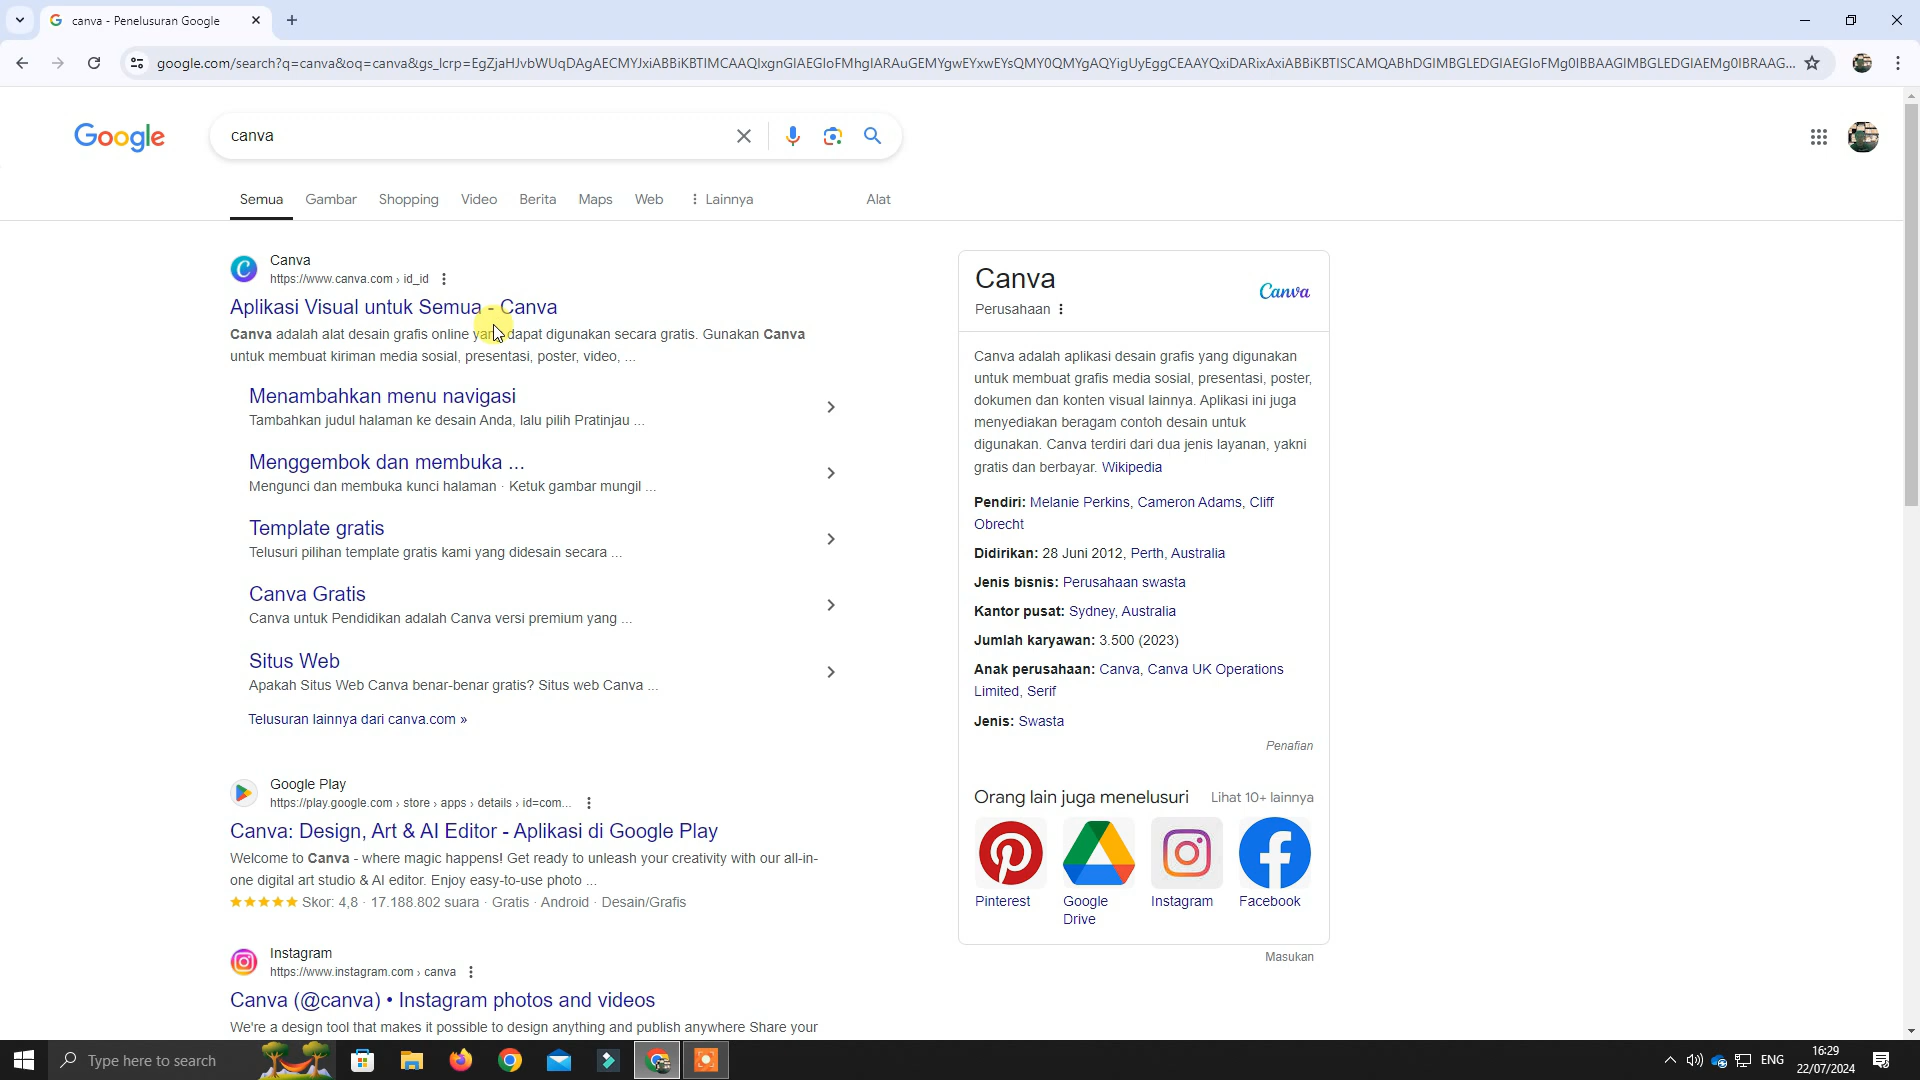 canva - Penelusuran Google
google.com/search?q=canva&oq=canva&gs_lcrp=EgZjaHJvbWUqDAgAECMYJxiABBiKBTIMCAAQIxgnGIAEGIoFMhgIARAuGEMYgwEYxwEYsQMY0QMYgAQYigUyEggCEAAYQxiDARixAxiABBiKBTISCAMQABhDGIMBGLEDGIAEGIoFMg0IBBAAGIMBGLEDGIAEMg0IBRAAG...
Google
canva
Semua Gambar Shopping Video Berita Maps Web Lainnya Alat
Canva
https://www.canva.com › id_id
Aplikasi Visual untuk Semua - Canva
Canva adalah alat desain grafis online yang dapat digunakan secara gratis. Gunakan Canva
untuk membuat kiriman media sosial, presentasi, poster, video, ...
Menambahkan menu navigasi
Tambahkan judul halaman ke desain Anda, lalu pilih Pratinjau ...
Menggembok dan membuka ...
Mengunci dan membuka kunci halaman · Ketuk gambar mungil ...
Template gratis
Telusuri pilihan template gratis kami yang didesain secara ...
Canva Gratis
Canva untuk Pendidikan adalah Canva versi premium yang ...
Situs Web
Apakah Situs Web Canva benar-benar gratis? Situs web Canva ...
Telusuran lainnya dari canva.com »
Google Play
https://play.google.com › store › apps › details › id=com...
Canva: Design, Art & AI Editor - Aplikasi di Google Play
Welcome to Canva - where magic happens! Get ready to unleash your creativity with our all-in-
one digital art studio & AI editor. Enjoy easy-to-use photo ...
Skor: 4,8 · 17.188.802 suara · Gratis · Android · Desain/Grafis
Instagram
https://www.instagram.com › canva
Canva (@canva) • Instagram photos and videos
We're a design tool that makes it possible to design anything and publish anywhere Share your
Canva
Perusahaan
Canva
Canva adalah aplikasi desain grafis yang digunakan
untuk membuat grafis media sosial, presentasi, poster,
dokumen dan konten visual lainnya. Aplikasi ini juga
menyediakan beragam contoh desain untuk
digunakan. Canva terdiri dari dua jenis layanan, yakni
gratis dan berbayar. Wikipedia
Pendiri: Melanie Perkins, Cameron Adams, Cliff
Obrecht
Didirikan: 28 Juni 2012, Perth, Australia
Jenis bisnis: Perusahaan swasta
Kantor pusat: Sydney, Australia
Jumlah karyawan: 3.500 (2023)
Anak perusahaan: Canva, Canva UK Operations
Limited, Serif
Jenis: Swasta
Penafian
Orang lain juga menelusuri Lihat 10+ lainnya
Pinterest
Google
Drive
Instagram
Facebook
Masukan
Type here to search
ENG
16:29
22/07/2024